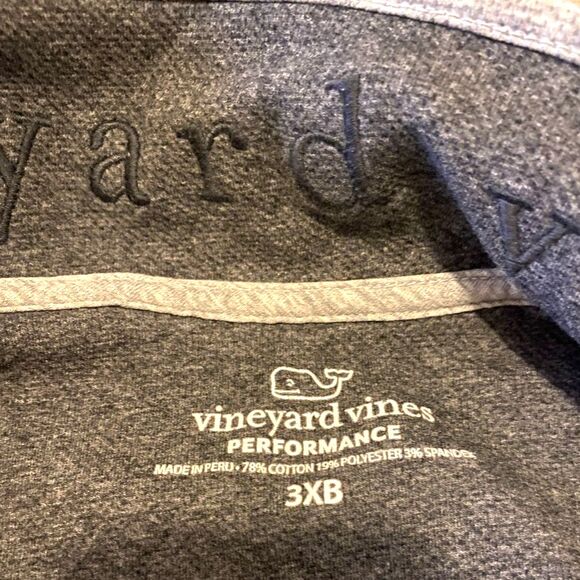 yard v
vineyard vines
PERFORMANCE
MADE IN PERU • 78% COTTON 19% POLYESTER 3% SPANDEX
3XB